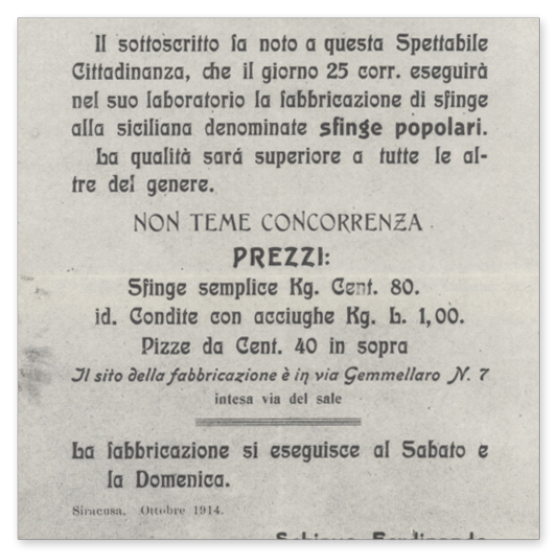 Il sottoscritto fa noto a questa Spettabile
Cittadinanza, che il giorno 25 corr. eseguirà
nel suo laboratorio la fabbricazione di sfinge
alla siciliana denominate sfinge popolari.
La qualità sará superiore a tutte le al-
tre del genere.
NON TEME CONCORRENZA
PREZZI:
Sfinge semplice Kg. Cent. 80.
id. Condite con acciughe Kg. L. 1,00.
Pizze da Cent. 40 in sopra
Il sito della fabbricazione è in via Gemmellaro N. 7
intesa via del sale
La fabbricazione si eseguisce al Sabato e
la Domenica.
Siracusa, Ottobre 1914.